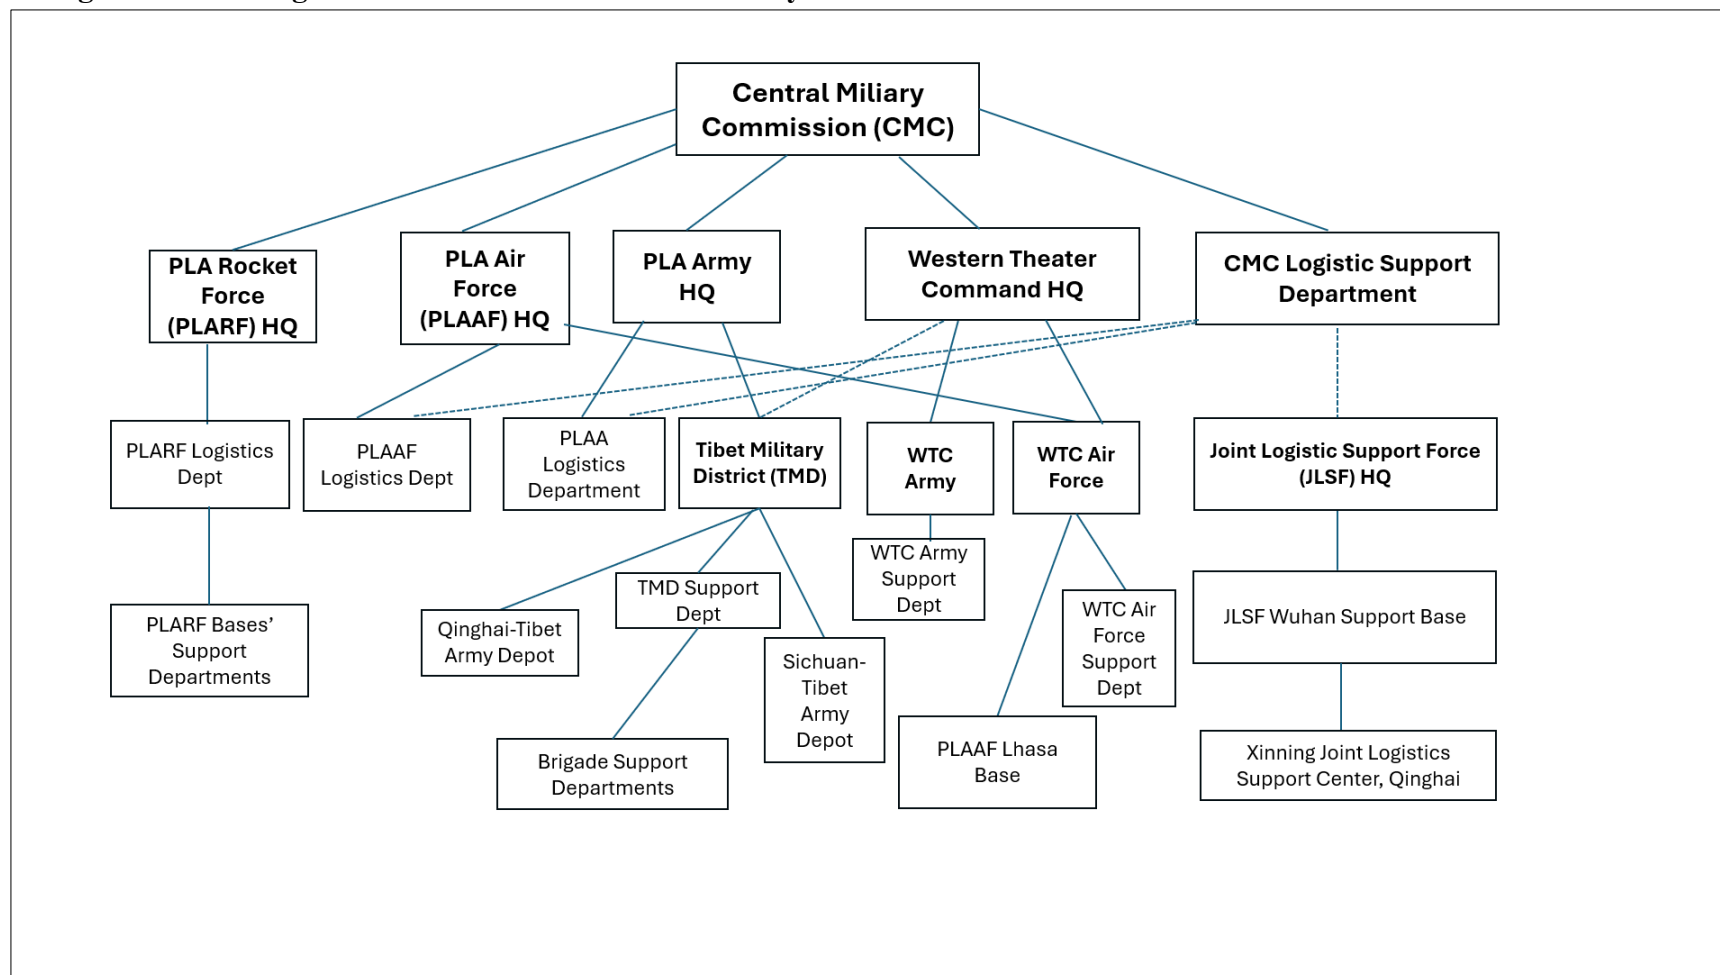 Central Miliary
Commission (CMC)
PLA Rocket
Force
(PLARF) HQ
PLA Air
Force
(PLAAF) HQ
PLA Army
HQ
Western Theater
Command HQ
CMC Logistic Support
Department
PLARF Logistics
Dept
PLAAF
Logistics Dept
PLAA
Logistics
Department
Tibet Military
District (TMD)
WTC
Army
WTC Air
Force
Joint Logistic Support Force
(JLSF) HQ
PLARF Bases’
Support
Departments
Qinghai-Tibet
Army Depot
TMD Support
Dept
Sichuan-
Tibet
Army
Depot
WTC Army
Support
Dept
WTC Air
Force
Support
Dept
JLSF Wuhan Support Base
Brigade Support
Departments
PLAAF Lhasa
Base
Xinning Joint Logistics
Support Center, Qinghai